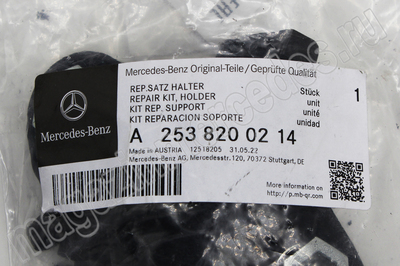 Mercedes-Benz Original-Teile/Geprüfte Qualität
REP.SATZ HALTER
REPAIR KIT, HOLDER
KIT REP. SUPPORT
KIT REPARACION SOPORTE
Stück
unit
unité
unidad
1
Mercedes-Benz
A 253 820 02 14
Made in AUSTRIA 12518205 31.05.22
Mercedes-Benz AG, Mercedesstr.120, 70372 Stuttgart, DE
More information on
http://p.mb-qr.com